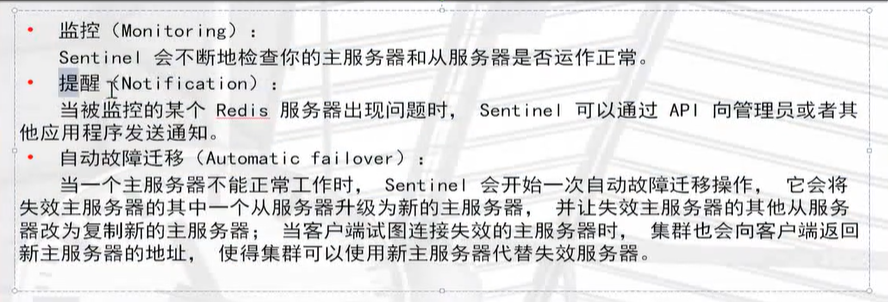 • 监控（Monitoring）：
Sentinel 会不断地检查你的主服务器和从服务器是否运作正常。
• 提醒（Notification）：
当被监控的某个 Redis 服务器出现问题时， Sentinel 可以通过 API 向管理员或者其
他应用程序发送通知。
• 自动故障迁移（Automatic failover）：
当一个主服务器不能正常工作时， Sentinel 会开始一次自动故障迁移操作， 它会将
失效主服务器的其中一个从服务器升级为新的主服务器， 并让失效主服务器的其他从服务
器改为复制新的主服务器； 当客户端试图连接失效的主服务器时， 集群也会向客户端返回
新主服务器的地址， 使得集群可以使用新主服务器代替失效服务器。